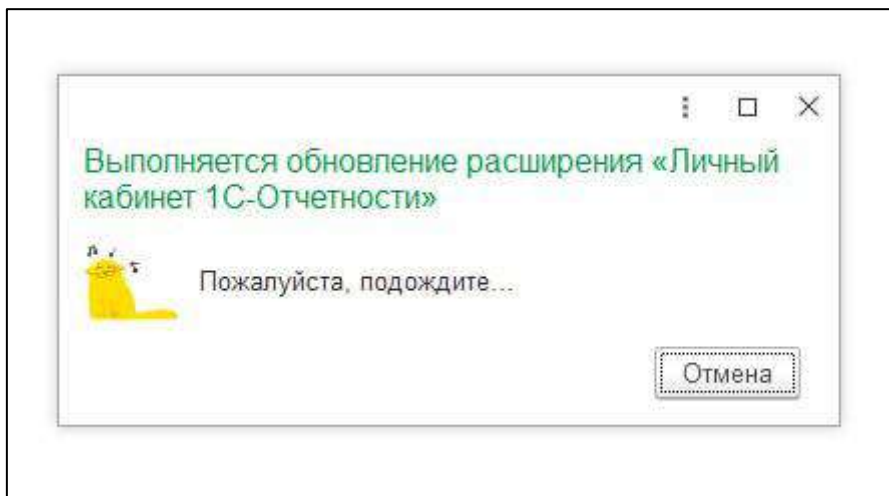 Выполняется обновление расширения «Личный
кабинет 1С-Отчетности»
Пожалуйста, подождите...
Отмена